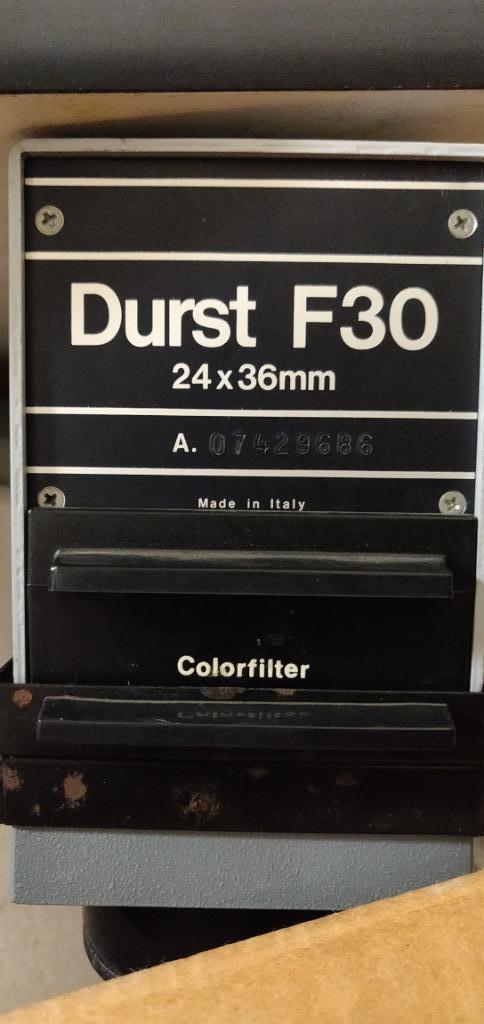 Durst F30
24x36mm
A. 07429686
Made in Italy
Colorfilter